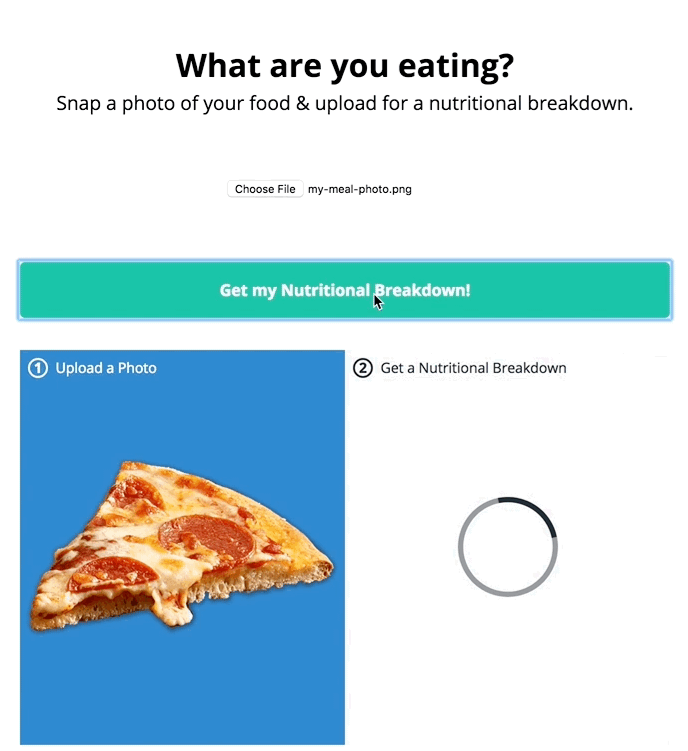 What are you eating?
Snap a photo of your food & upload for a nutritional breakdown.
Choose File my-meal-photo.png
Get my Nutritional Breakdown!
1 Upload a Photo
2 Get a Nutritional Breakdown